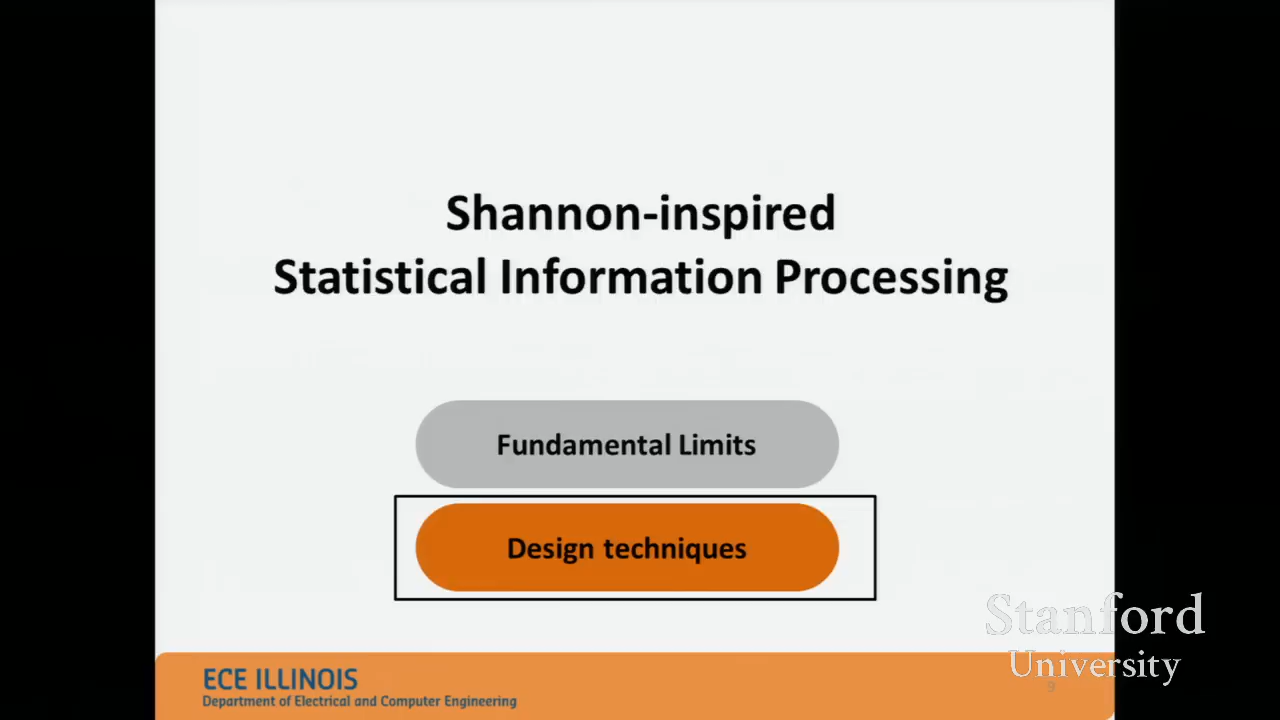 Shannon-inspired
Statistical Information Processing
Fundamental Limits
Design techniques
Stanford
University
ECE ILLINOIS
Department of Electrical and Computer Engineering
9